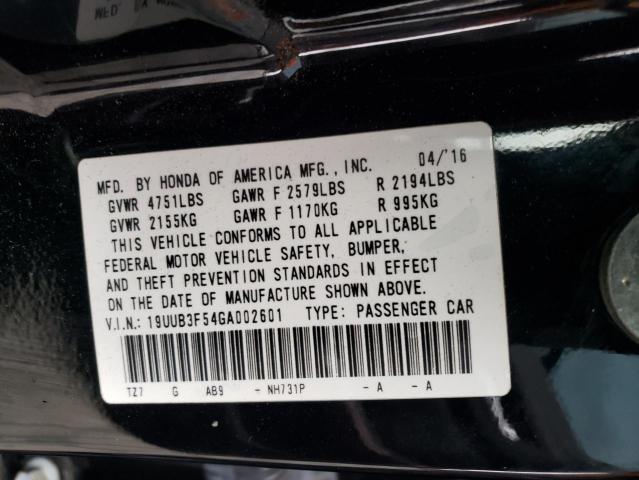 MFD. BY HONDA OF AMERICA MFG., INC. 04/'16
GVWR 4751LBS GAWR F 2579LBS R 2194LBS
GVWR 2155KG GAWR F 1170KG R 995KG
THIS VEHICLE CONFORMS TO ALL APPLICABLE
FEDERAL MOTOR VEHICLE SAFETY, BUMPER,
AND THEFT PREVENTION STANDARDS IN EFFECT
ON THE DATE OF MANUFACTURE SHOWN ABOVE.
V.I.N.: 19UUB3F54GA002601 TYPE: PASSENGER CAR
TZ7 G AB9 - NH731P - A - A